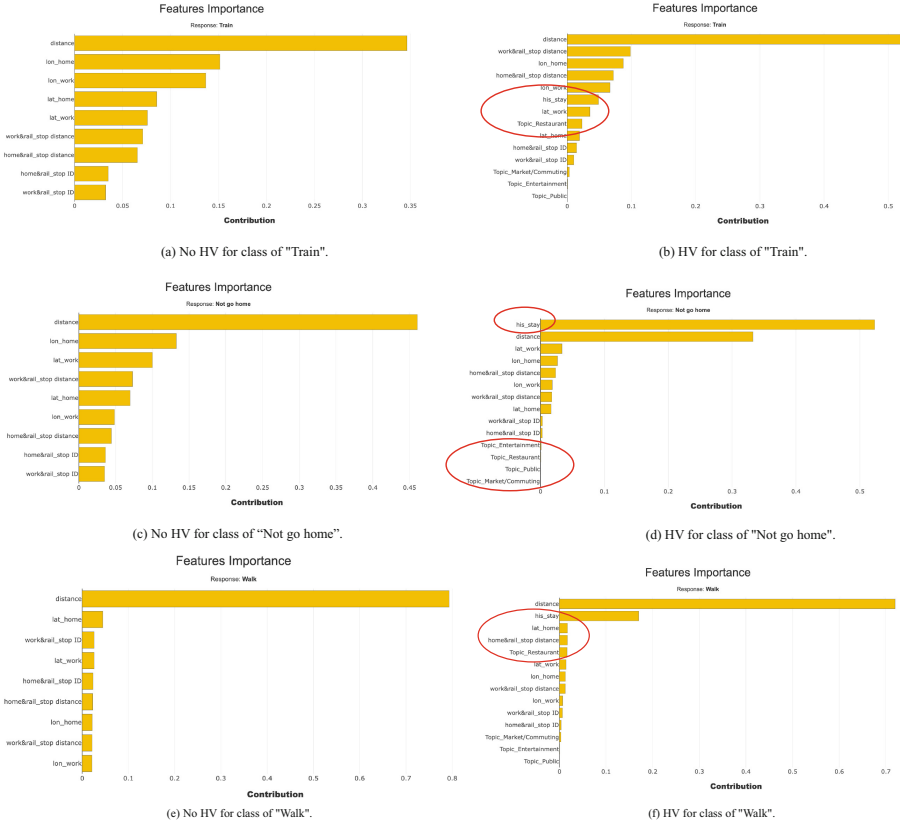 Features Importance
Response: Train
distance
lon_home
lon_work
lat_home
lat_work
work&rail_stop distance
home&rail_stop distance
home&rail_stop ID
work&rail_stop ID
0 0.05 0.1 0.15 0.2 0.25 0.3 0.35
Contribution
(a) No HV for class of "Train".
Features Importance
Response: Train
distance
work&rail_stop distance
lon_home
home&rail_stop distance
lon_work
his_stay
lat_work
Topic_Restaurant
lat_home
home&rail_stop ID
work&rail_stop ID
Topic_Market/Commuting
Topic_Entertainment
Topic_Public
0 0.1 0.2 0.3 0.4 0.5
Contribution
(b) HV for class of "Train".
Features Importance
Response: Not go home
distance
lon_home
lat_work
work&rail_stop distance
lat_home
lon_work
home&rail_stop distance
home&rail_stop ID
work&rail_stop ID
0 0.05 0.1 0.15 0.2 0.25 0.3 0.35 0.4 0.45
Contribution
(c) No HV for class of “Not go home”.
Features Importance
Response: Not go home
his_stay
distance
lat_work
lon_home
home&rail_stop distance
lon_work
work&rail_stop distance
lat_home
work&rail_stop ID
home&rail_stop ID
Topic_Entertainment
Topic_Restaurant
Topic_Public
Topic_Market/Commuting
0 0.1 0.2 0.3 0.4 0.5
Contribution
(d) HV for class of "Not go home".
Features Importance
Response: Walk
distance
lat_home
work&rail_stop ID
lat_work
home&rail_stop ID
home&rail_stop distance
lon_home
work&rail_stop distance
lon_work
0 0.1 0.2 0.3 0.4 0.5 0.6 0.7 0.8
Contribution
(e) No HV for class of "Walk".
Features Importance
Response: Walk
distance
his_stay
lat_home
home&rail_stop distance
Topic_Restaurant
lat_work
lon_home
work&rail_stop distance
lon_work
work&rail_stop ID
home&rail_stop ID
Topic_Market/Commuting
Topic_Entertainment
Topic_Public
0 0.1 0.2 0.3 0.4 0.5 0.6 0.7
Contribution
(f) HV for class of "Walk".